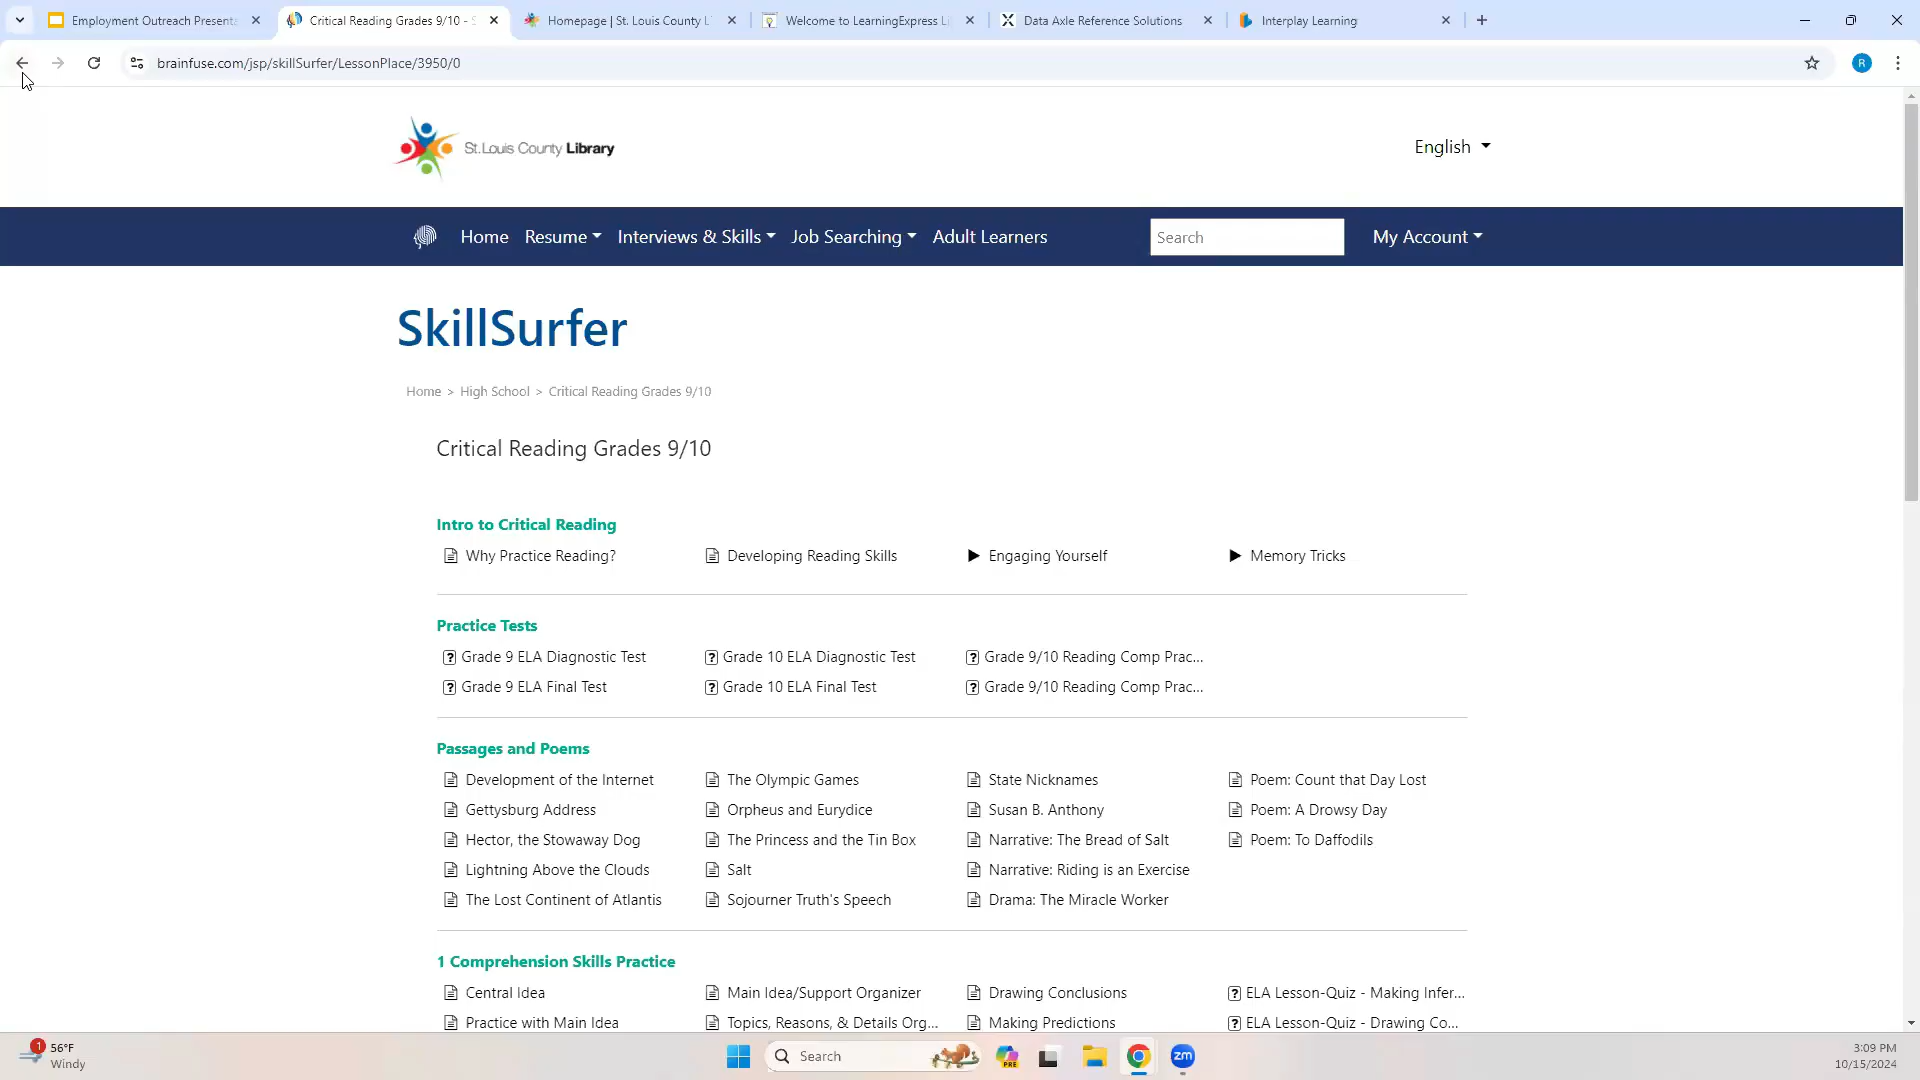 Employment Outreach Presenta
Critical Reading Grades 9/10 - S
Homepage | St. Louis County L
Welcome to LearningExpress Li
Data Axle Reference Solutions
Interplay Learning
brainfuse.com/jsp/skillSurfer/LessonPlace/3950/0
R
St. Louis County Library
English
Home
Resume
Interviews & Skills
Job Searching
Adult Learners
Search
My Account
SkillSurfer
Home > High School > Critical Reading Grades 9/10
Critical Reading Grades 9/10
Intro to Critical Reading
Why Practice Reading?
Developing Reading Skills
Engaging Yourself
Memory Tricks
Practice Tests
Grade 9 ELA Diagnostic Test
Grade 10 ELA Diagnostic Test
Grade 9/10 Reading Comp Prac...
Grade 9 ELA Final Test
Grade 10 ELA Final Test
Grade 9/10 Reading Comp Prac...
Passages and Poems
Development of the Internet
The Olympic Games
State Nicknames
Poem: Count that Day Lost
Gettysburg Address
Orpheus and Eurydice
Susan B. Anthony
Poem: A Drowsy Day
Hector, the Stowaway Dog
The Princess and the Tin Box
Narrative: The Bread of Salt
Poem: To Daffodils
Lightning Above the Clouds
Salt
Narrative: Riding is an Exercise
The Lost Continent of Atlantis
Sojourner Truth's Speech
Drama: The Miracle Worker
1 Comprehension Skills Practice
Central Idea
Main Idea/Support Organizer
Drawing Conclusions
ELA Lesson-Quiz - Making Infer...
Practice with Main Idea
Topics, Reasons, & Details Org...
Making Predictions
ELA Lesson-Quiz - Drawing Co...
1
56°F
Windy
Search
PRE
zm
3:09 PM
10/15/2024